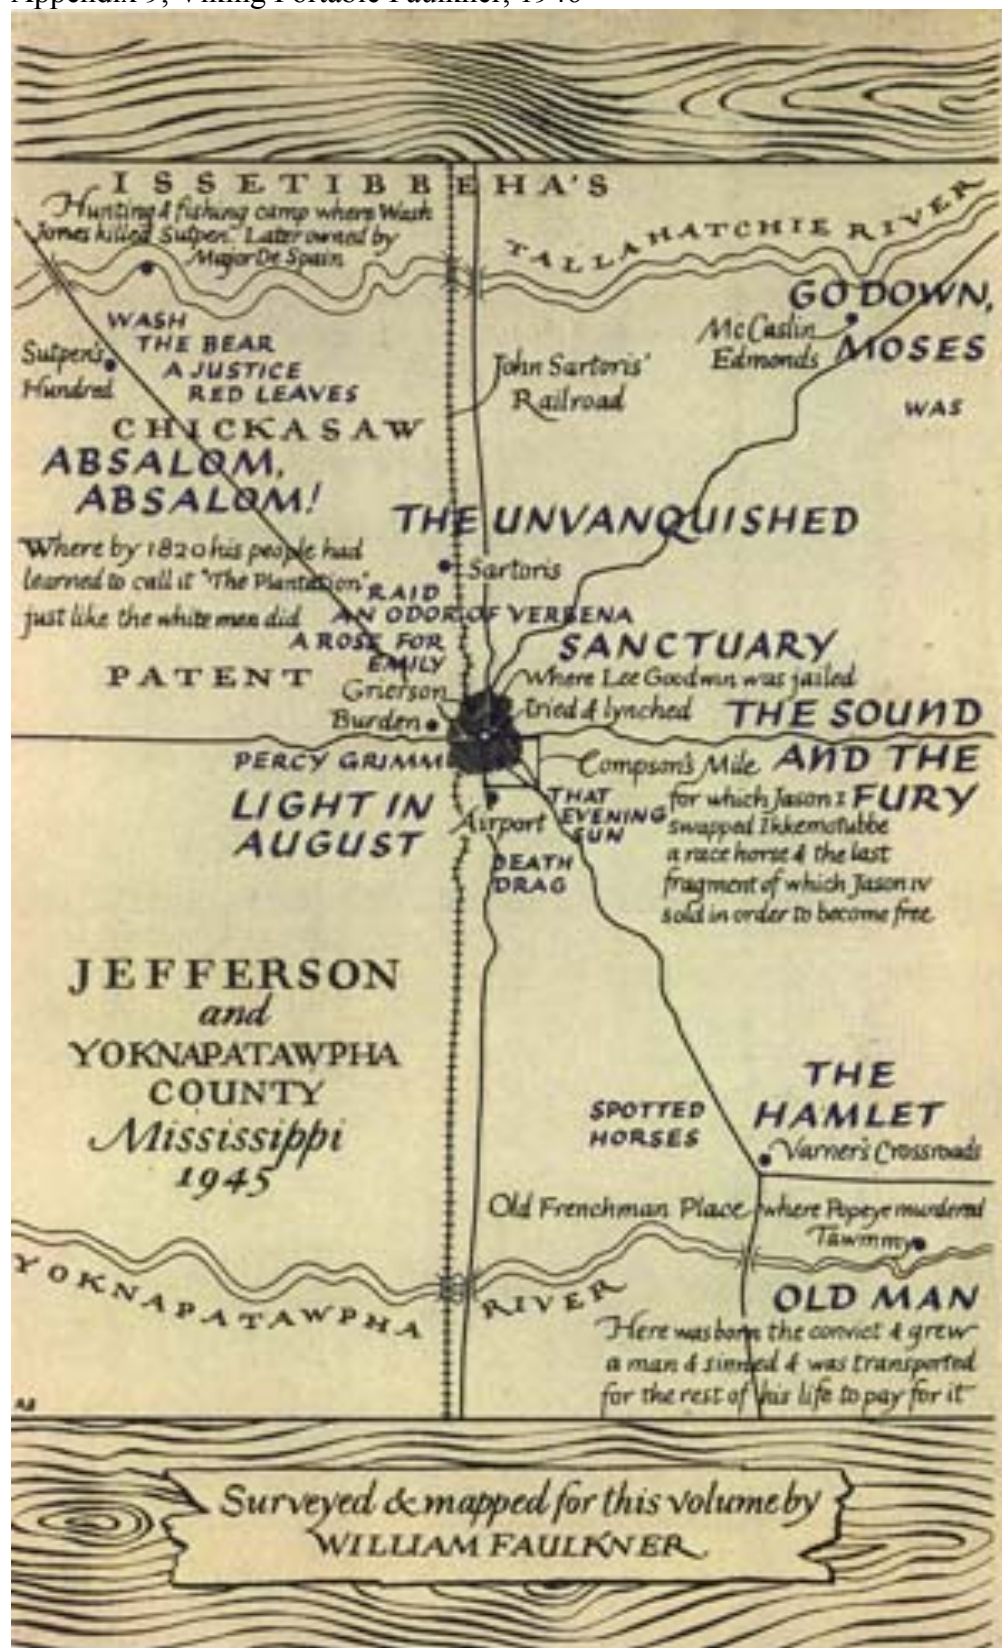 Appendix 9, Viking Portable Faulkner, 1946
ISSETIBBEHA'S
Hunting & fishing camp where Wash
Jones killed Sutpen. Later owned by
Major De Spain
TALLAHATCHIE RIVER
GO DOWN,
MOSES
McCaslin
Edmonds
WAS
WASH
THE BEAR
A JUSTICE
RED LEAVES
Sutpen's
Hundred
John Sartoris'
Railroad
CHICKASAW
ABSALOM,
ABSALOM!
THE UNVANQUISHED
Where by 1820 his people had
learned to call it "The Plantation"
just like the white men did
Sartoris
RAID
AN ODOR OF VERBENA
A ROSE FOR
EMILY
SANCTUARY
PATENT
Grierson
Burden
Where Lee Goodwin was jailed
tried & lynched
THE SOUND
AND THE
FURY
PERCY GRIMM
Compson's Mile
for which Jason I
swapped Ikkemotubbe
a race horse & the last
fragment of which Jason IV
sold in order to become free
LIGHT IN
AUGUST
Airport
THAT
EVENING
SUN
DEATH
DRAG
JEFFERSON
and
YOKNAPATAWPHA
COUNTY
Mississippi
1945
THE
HAMLET
SPOTTED
HORSES
Varner's Crossroads
Old Frenchman Place where Popeye murdered
Tawmmy
YOKNAPATAWPHA RIVER
OLD MAN
Here was born the convict & grew
a man & sinned & was transported
for the rest of his life to pay for it
Surveyed & mapped for this volume by
WILLIAM FAULKNER